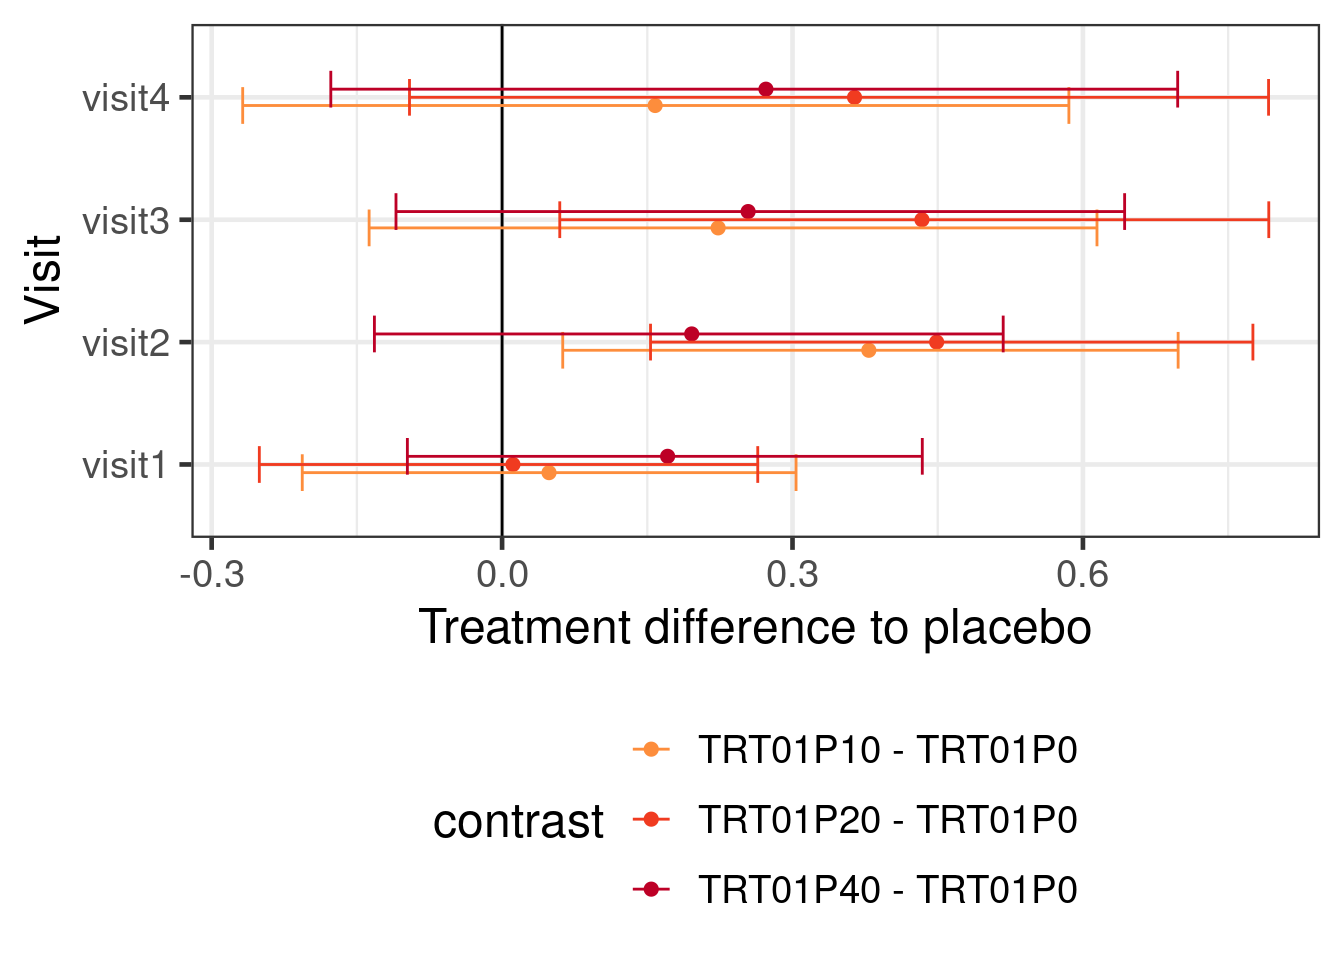 visit4
visit3
visit2
visit1
Visit
-0.3 0.0 0.3 0.6
Treatment difference to placebo
contrast
TRT01P10 - TRT01P0
TRT01P20 - TRT01P0
TRT01P40 - TRT01P0